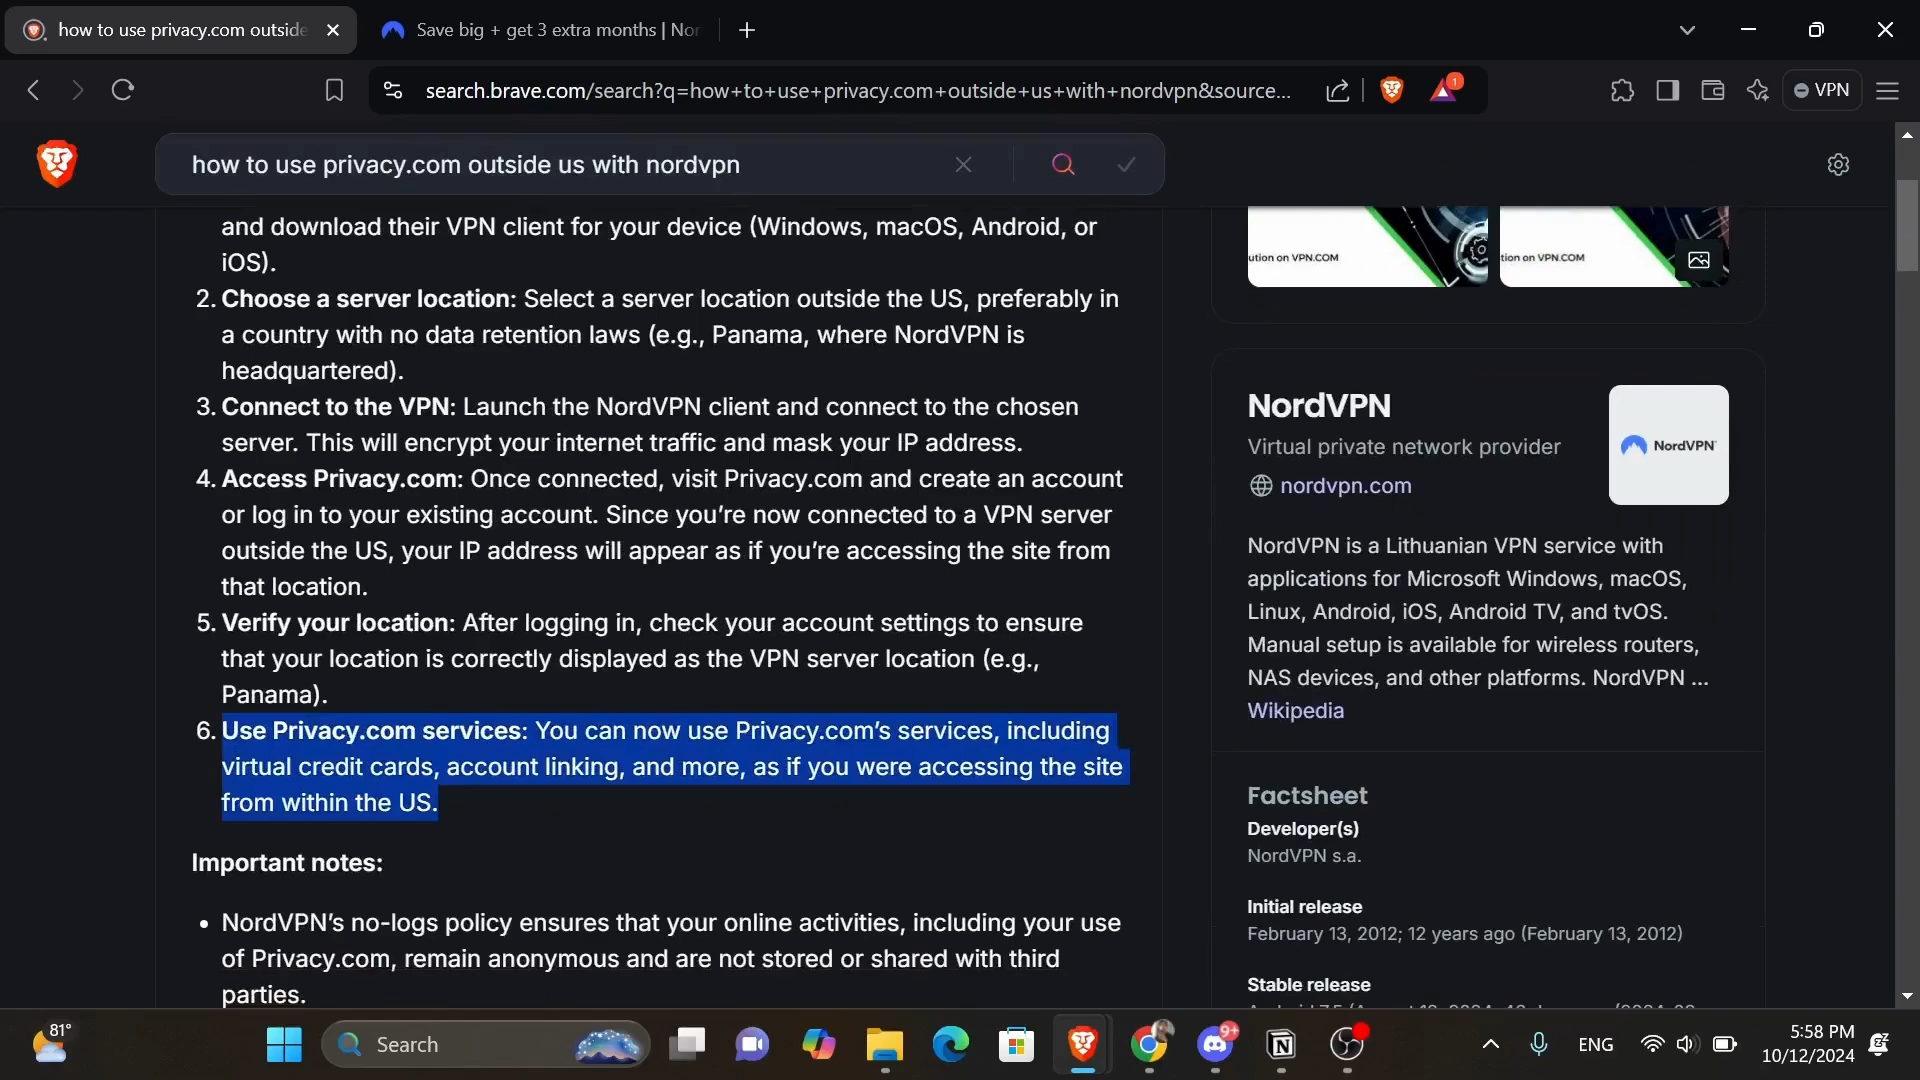 how to use privacy.com outside
Save big + get 3 extra months | Nor
search.brave.com/search?q=how+to+use+privacy.com+outside+us+with+nordvpn&source...
1
VPN
how to use privacy.com outside us with nordvpn
and download their VPN client for your device (Windows, macOS, Android, or
iOS).
2. Choose a server location: Select a server location outside the US, preferably in
a country with no data retention laws (e.g., Panama, where NordVPN is
headquartered).
3. Connect to the VPN: Launch the NordVPN client and connect to the chosen
server. This will encrypt your internet traffic and mask your IP address.
4. Access Privacy.com: Once connected, visit Privacy.com and create an account
or log in to your existing account. Since you’re now connected to a VPN server
outside the US, your IP address will appear as if you’re accessing the site from
that location.
5. Verify your location: After logging in, check your account settings to ensure
that your location is correctly displayed as the VPN server location (e.g.,
Panama).
6. Use Privacy.com services: You can now use Privacy.com’s services, including
virtual credit cards, account linking, and more, as if you were accessing the site
from within the US.
Important notes:
• NordVPN’s no-logs policy ensures that your online activities, including your use
of Privacy.com, remain anonymous and are not stored or shared with third
parties.
ution on VPN.COM
tion on VPN.COM
NordVPN
Virtual private network provider
nordvpn.com
NordVPN
NordVPN is a Lithuanian VPN service with
applications for Microsoft Windows, macOS,
Linux, Android, iOS, Android TV, and tvOS.
Manual setup is available for wireless routers,
NAS devices, and other platforms. NordVPN ...
Wikipedia
Factsheet
Developer(s)
NordVPN s.a.
Initial release
February 13, 2012; 12 years ago (February 13, 2012)
Stable release
81°
Search
9+
ENG
5:58 PM
10/12/2024